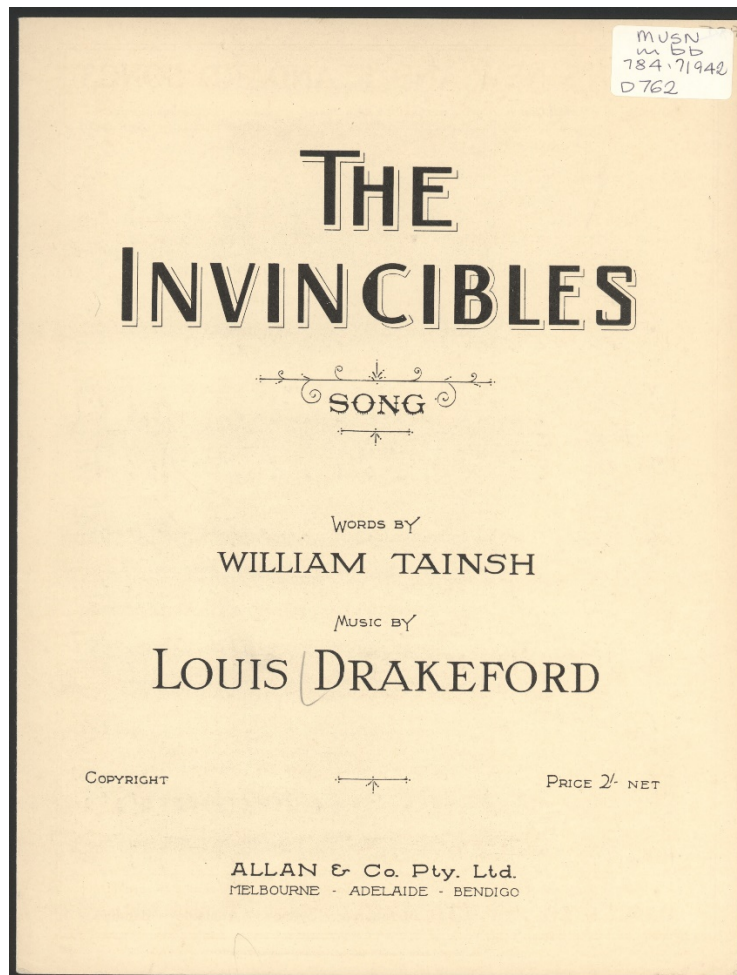 MUSN
m bb
784.71942
D762
THE
INVINCIBLES
SONG
WORDS BY
WILLIAM TAINSH
MUSIC BY
LOUIS DRAKEFORD
COPYRIGHT
PRICE 2/- NET
ALLAN & Co. Pty. Ltd.
MELBOURNE - ADELAIDE - BENDIGO